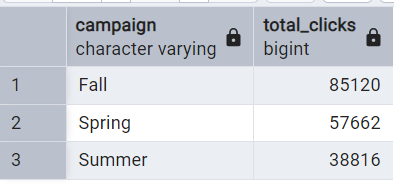 campaign total_clicks
character varying bigint
1 Fall 85120
2 Spring 57662
3 Summer 38816